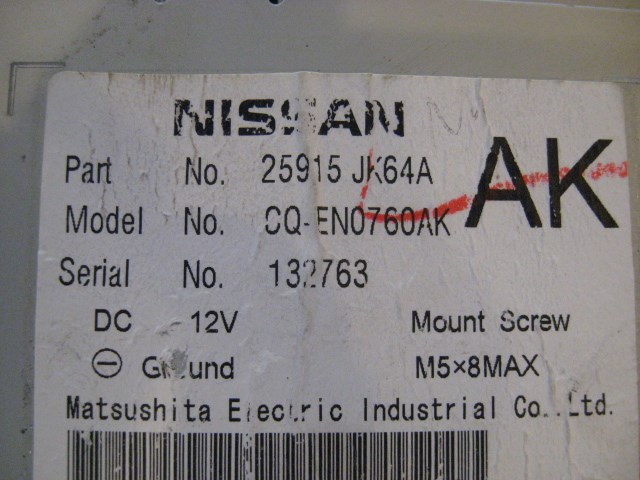 NISSAN
Part No. 25915 JK64A
AK
Model No. CQ-EN0760AK
Serial No. 132763
DC 12V Mount Screw
⊖ Ground M5×8MAX
Matsushita Electric Industrial Co.,Ltd.